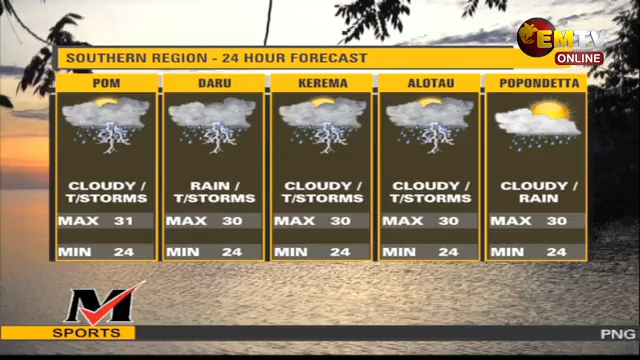 EMTV
ONLINE
SOUTHERN REGION - 24 HOUR FORECAST
POM
DARU
KEREMA
ALOTAU
POPONDETTA
CLOUDY /
T/STORMS
RAIN /
T/STORMS
CLOUDY /
T/STORMS
CLOUDY /
T/STORMS
CLOUDY /
RAIN
MAX 31
MAX 30
MAX 30
MAX 30
MAX 30
MIN 24
MIN 24
MIN 24
MIN 24
MIN 24
M
SPORTS
PNG